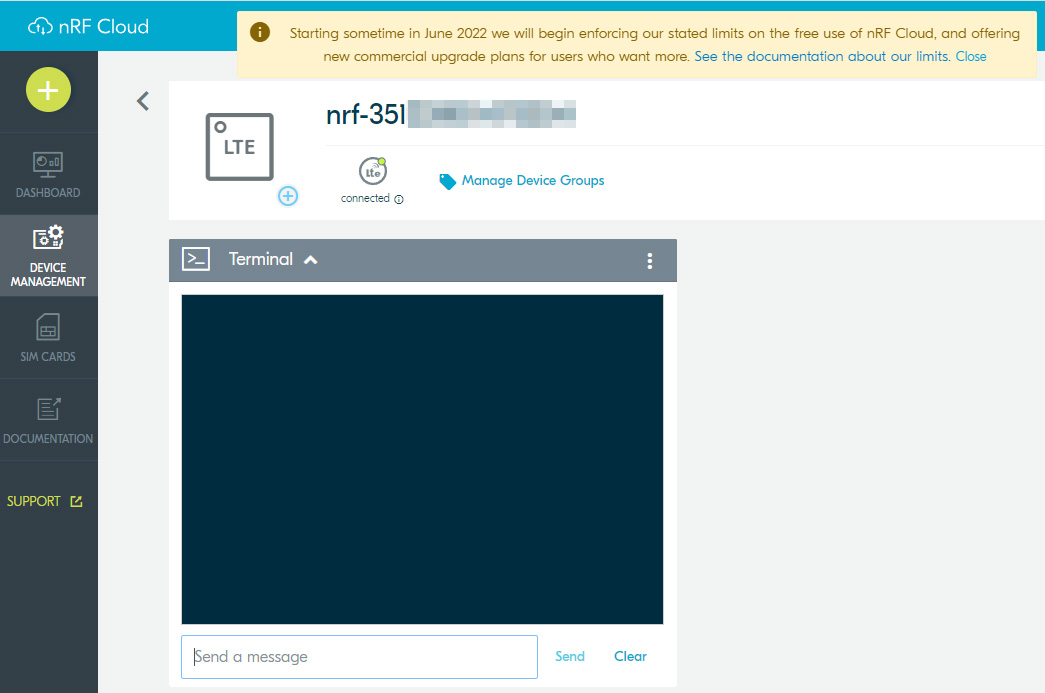 nRF Cloud
Starting sometime in June 2022 we will begin enforcing our stated limits on the free use of nRF Cloud, and offering
new commercial upgrade plans for users who want more. See the documentation about our limits. Close
nrf-351
LTE
Lte
connected
Manage Device Groups
DASHBOARD
DEVICE
MANAGEMENT
SIM CARDS
DOCUMENTATION
SUPPORT
>_ Terminal
Send a message
Send
Clear